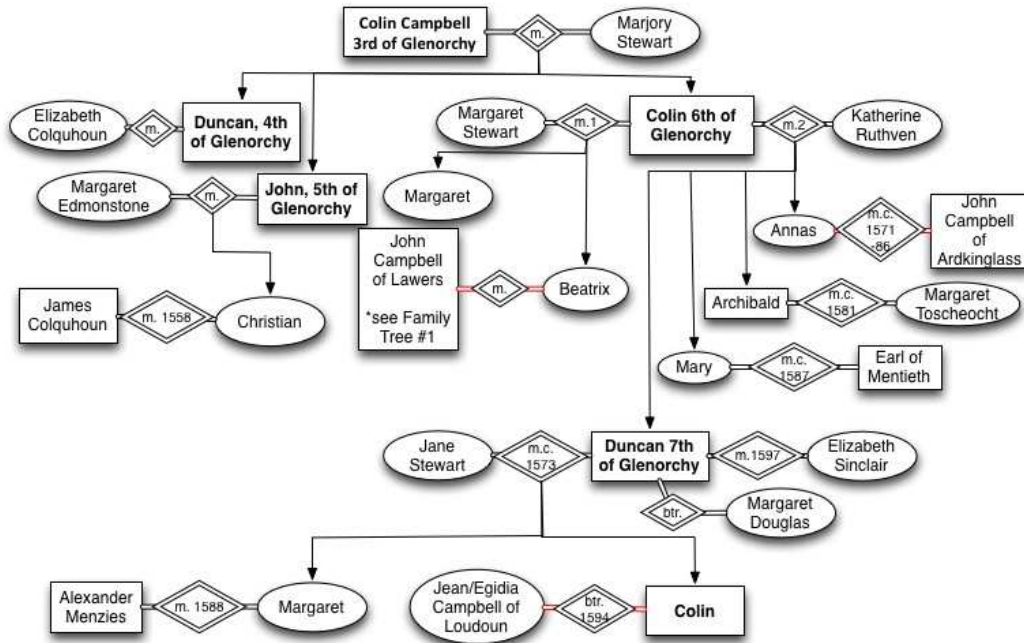 Colin Campbell
3rd of Glenorchy
m.
Marjory
Stewart
Elizabeth
Colquhoun
m.
Duncan, 4th
of Glenorchy
Margaret
Stewart
m.1
Colin 6th of
Glenorchy
m.2
Katherine
Ruthven
Margaret
Edmonstone
m.
John, 5th of
Glenorchy
Margaret
Annas
m.c.
1571
-86
John
Campbell
of
Ardkinglass
John
Campbell
of Lawers
*see Family
Tree #1
m.
Beatrix
Archibald
m.c.
1581
Margaret
Toscheocht
James
Colquhoun
m. 1558
Christian
Mary
m.c.
1587
Earl of
Mentieth
Jane
Stewart
m.c.
1573
Duncan 7th
of Glenorchy
m.1597
Elizabeth
Sinclair
btr.
Margaret
Douglas
Alexander
Menzies
m. 1588
Margaret
Jean/Egidia
Campbell of
Loudoun
btr.
1594
Colin